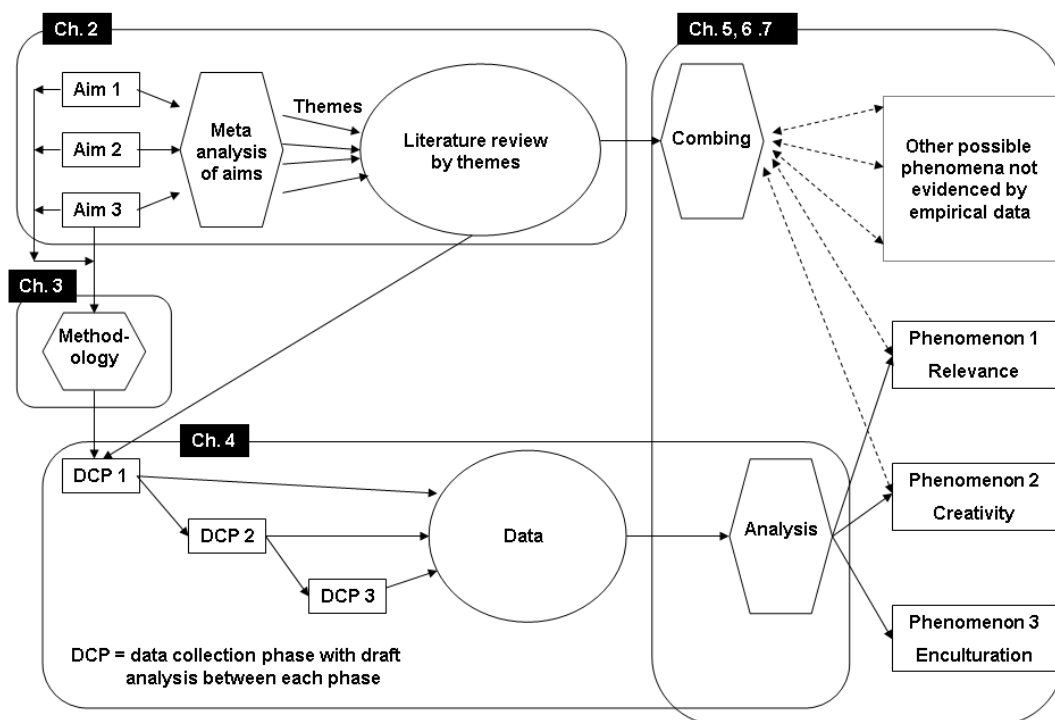 Ch. 2
Ch. 5, 6 .7
Aim 1
Aim 2
Aim 3
Meta
analysis
of aims
Themes
Literature review
by themes
Combing
Other possible
phenomena not
evidenced by
empirical data
Ch. 3
Method-
ology
Phenomenon 1
Relevance
Ch. 4
DCP 1
DCP 2
DCP 3
Data
Analysis
Phenomenon 2
Creativity
Phenomenon 3
Enculturation
DCP = data collection phase with draft
analysis between each phase